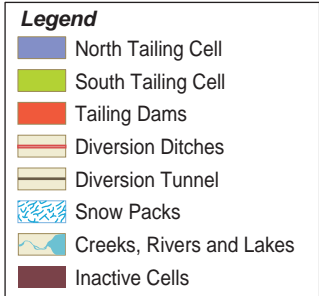 Legend
North Tailing Cell
South Tailing Cell
Tailing Dams
Diversion Ditches
Diversion Tunnel
Snow Packs
Creeks, Rivers and Lakes
Inactive Cells